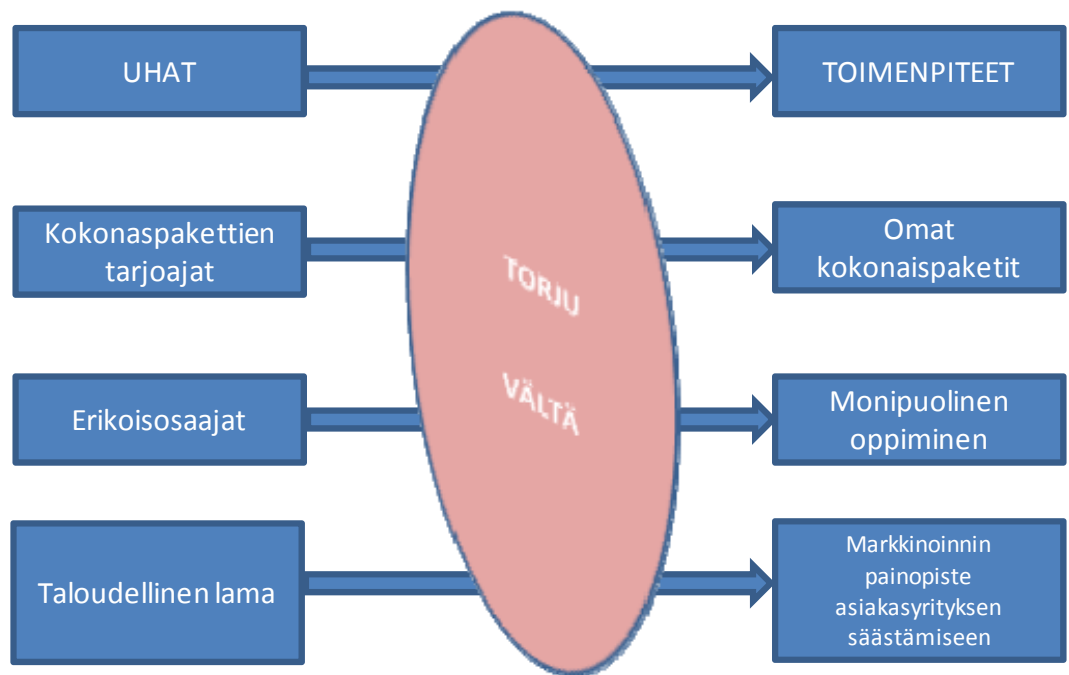 UHAT
TOIMENPITEET
Kokonaspakettien
tarjoajat
TORJU
Omat
kokonaispaketit
Erikoisosaajat
VÄLTÄ
Monipuolinen
oppiminen
Taloudellinen lama
Markkinoinnin
painopiste
asiakasyrityksen
säästämiseen